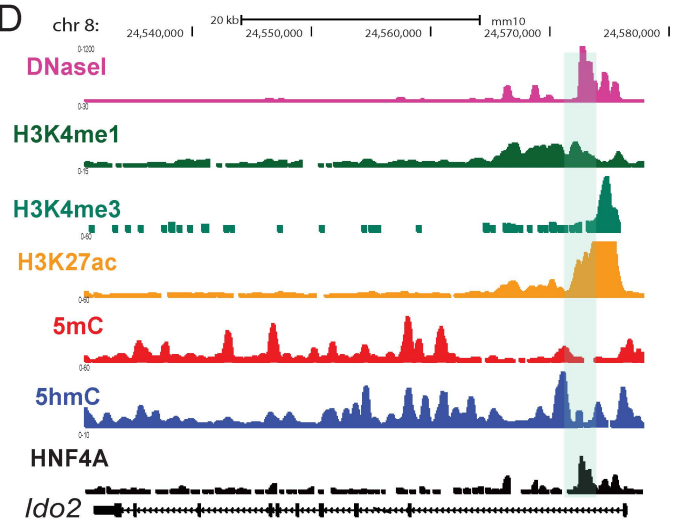 D
chr 8:
20 kb
mm10
24,540,000
24,550,000
24,560,000
24,570,000
24,580,000
0-1200
DNaseI
0-30
H3K4me1
0-15
H3K4me3
0-80
H3K27ac
0-60
5mC
0-60
5hmC
0-10
HNF4A
Ido2